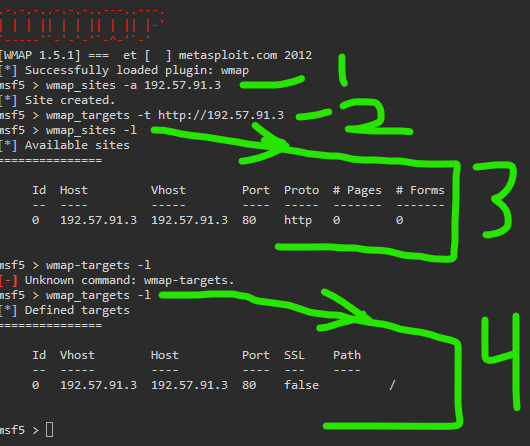 [WMAP 1.5.1] ===  et [  ] metasploit.com 2012
[*] Successfully loaded plugin: wmap
msf5 > wmap_sites -a 192.57.91.3 1
[*] Site created.
msf5 > wmap_targets -t http://192.57.91.3 2
msf5 > wmap_sites -l
[*] Available sites
===============
Id  Host         Vhost        Port  Proto  # Pages  # Forms
--  ----         -----        ----  -----  -------  -------
0   192.57.91.3  192.57.91.3  80    http   0        0
3
msf5 > wmap-targets -l
[-] Unknown command: wmap-targets.
msf5 > wmap_targets -l
[*] Defined targets
===============
Id  Vhost        Host         Port  SSL    Path
--  -----        ----         ----  ---    ----
0   192.57.91.3  192.57.91.3  80    false       /
4
msf5 >